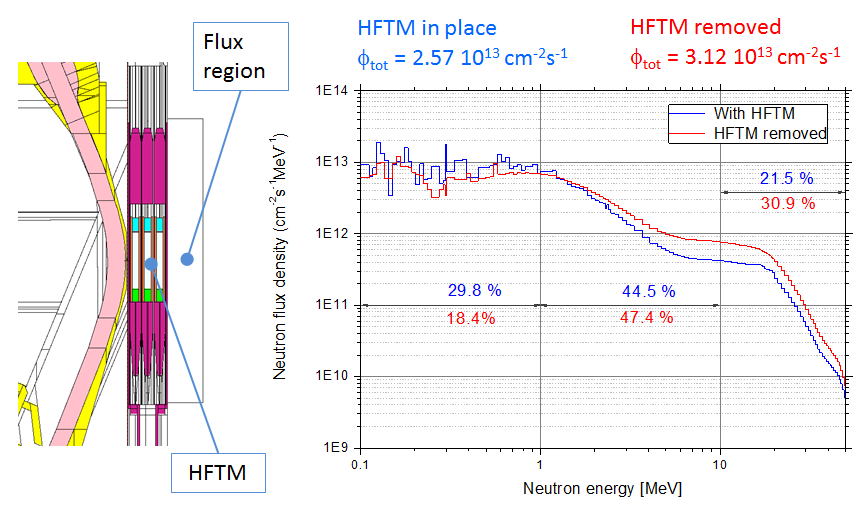 Flux
region
HFTM
HFTM in place
ϕtot = 2.57 10¹³ cm-²s-¹
HFTM removed
ϕtot = 3.12 10¹³ cm-²s-¹
Neutron flux density (cm⁻²s⁻¹MeV⁻¹)
1E14
1E13
1E12
1E11
1E10
1E9
With HFTM
HFTM removed
21.5 %
30.9 %
29.8 %
18.4%
44.5 %
47.4 %
0.1
1
10
Neutron energy [MeV]